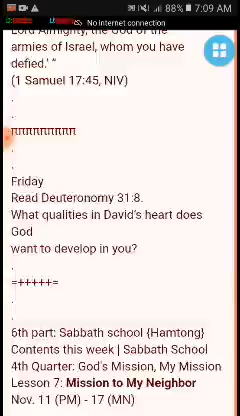 88% 7:09 AM
No internet connection
Lord Almighty, the God of the
armies of Israel, whom you have
defied.' "
(1 Samuel 17:45, NIV)
.
.
πππππππππ
.
.
Friday
Read Deuteronomy 31:8.
What qualities in David's heart does
God
want to develop in you?
.
=+++++=
.
.
6th part: Sabbath school {Hamtong}
Contents this week | Sabbath School
4th Quarter: God's Mission, My Mission
Lesson 7: Mission to My Neighbor
Nov. 11 (PM) - 17 (MN)